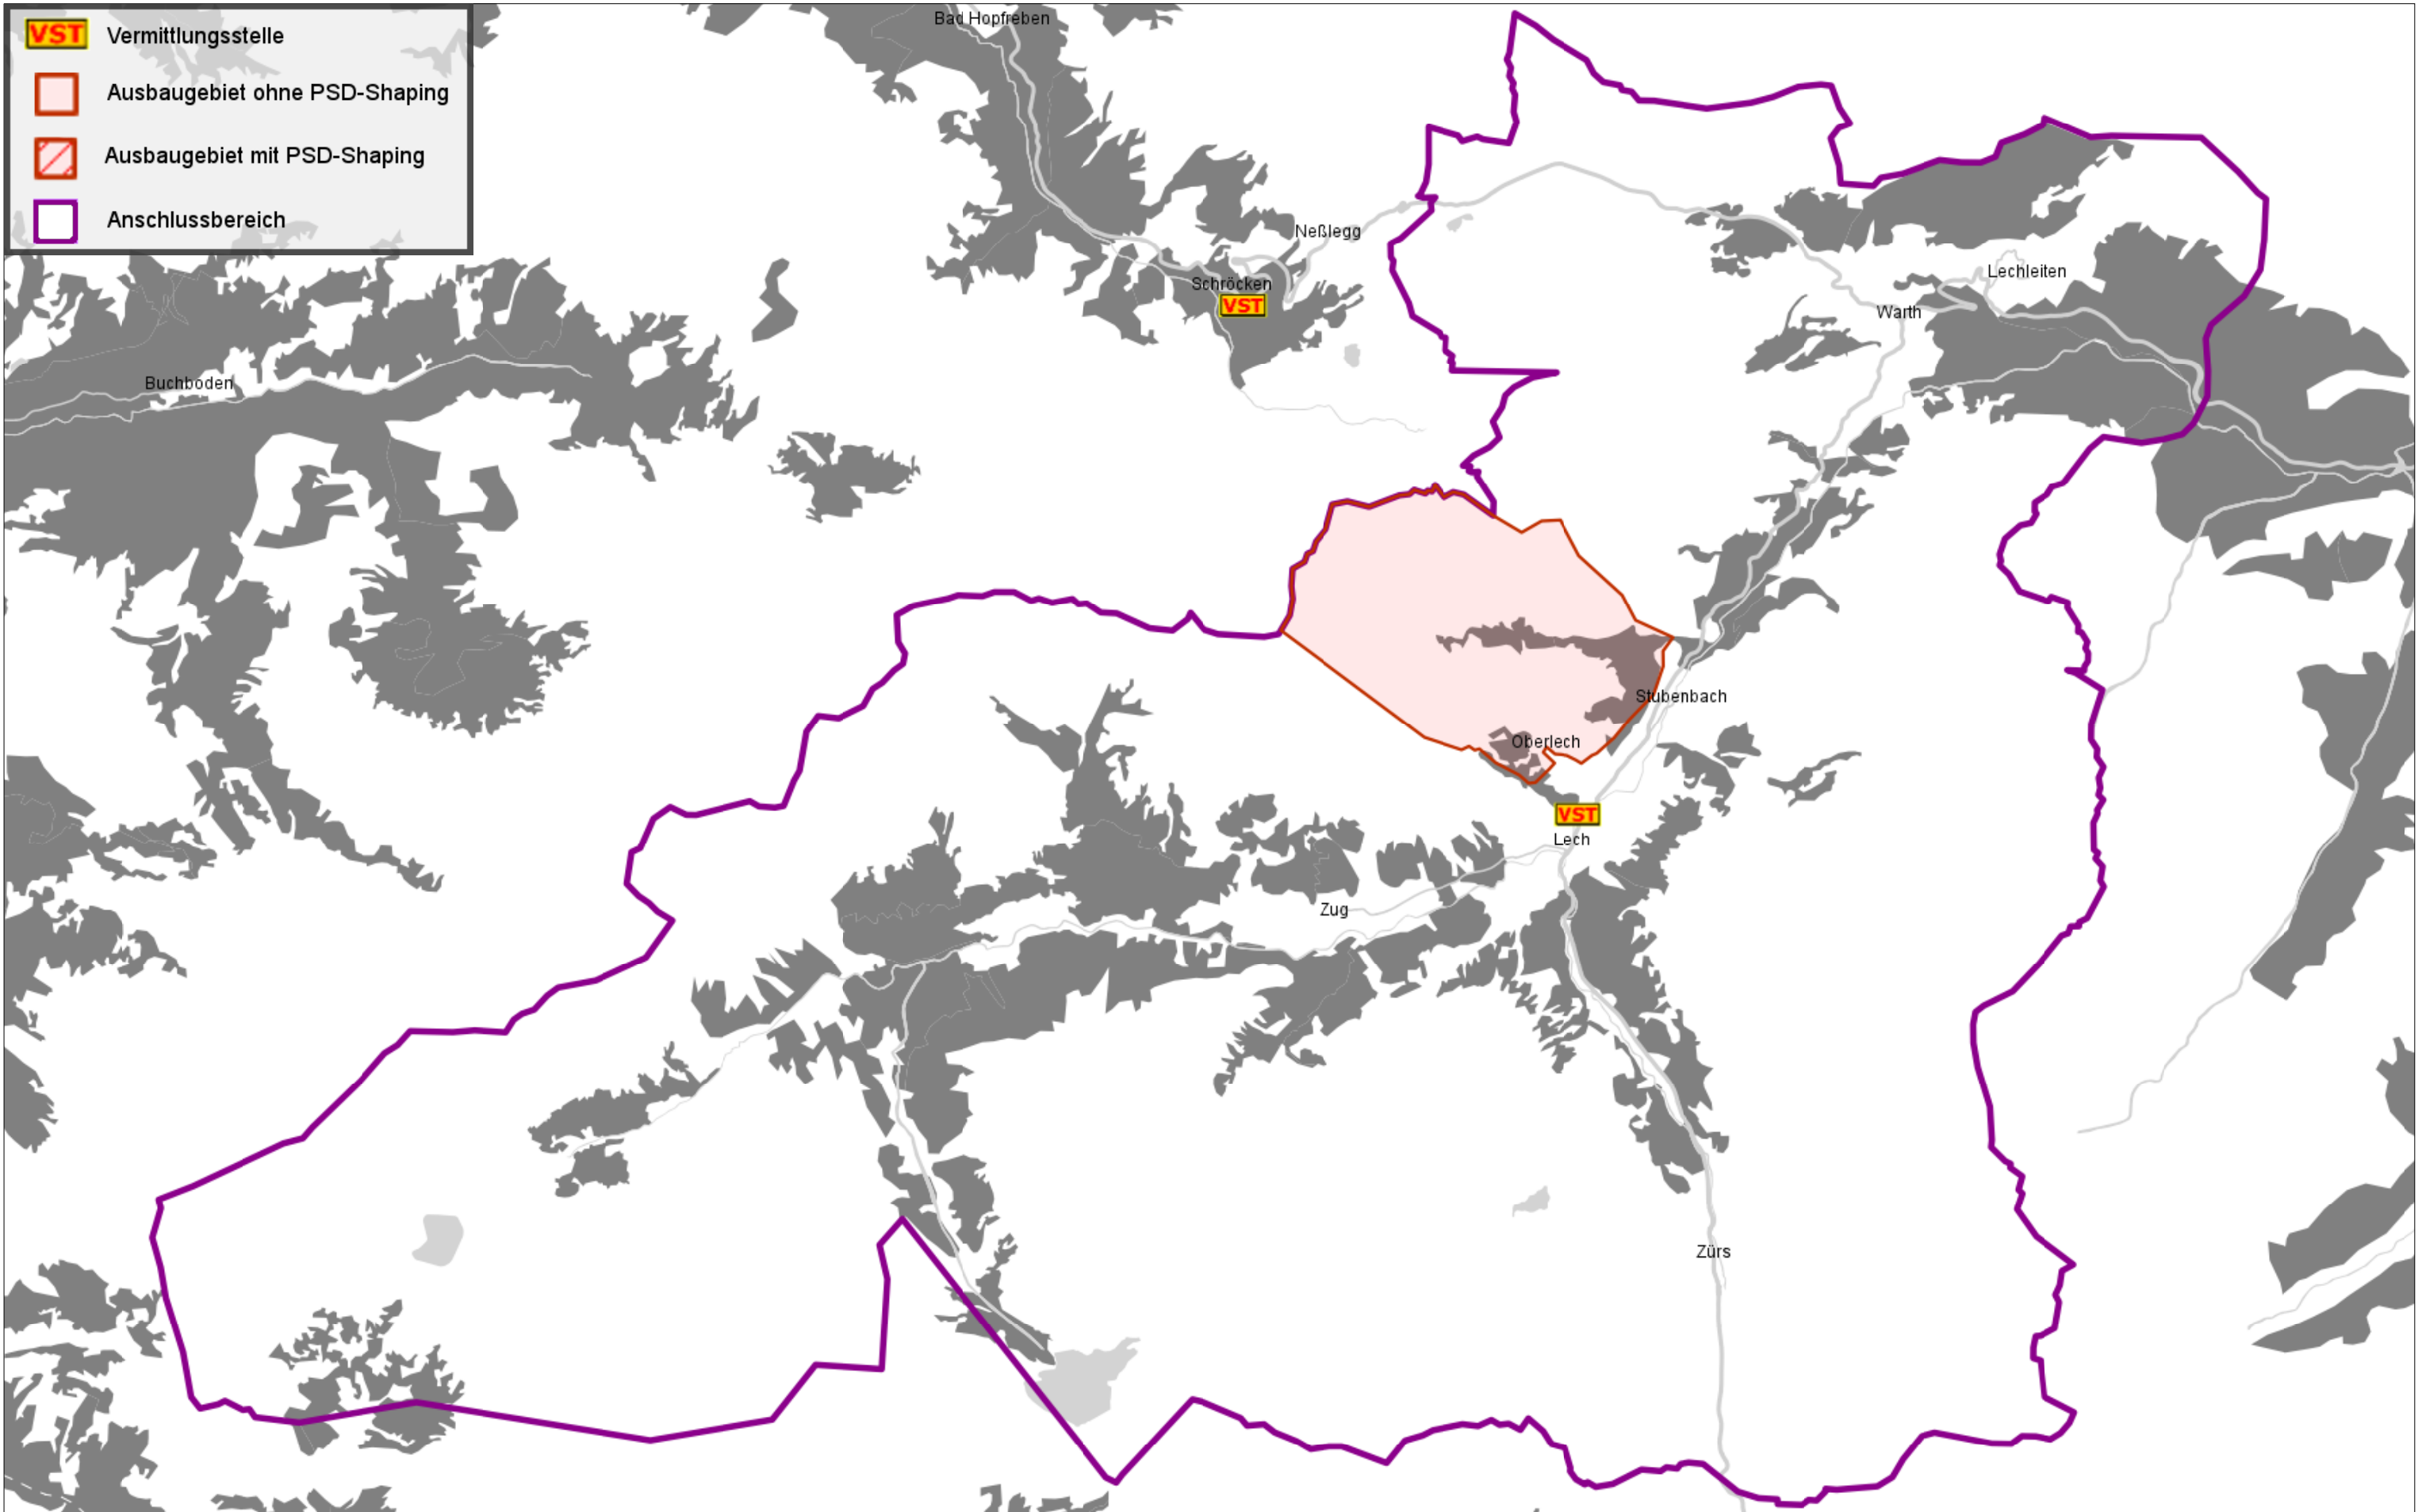 VST Vermittlungsstelle
Ausbaugebiet ohne PSD-Shaping
Ausbaugebiet mit PSD-Shaping
Anschlussbereich
Bad Hopfreben
Neßlegg
Schröcken
VST
Lechleiten
Warth
Buchboden
Stubenbach
Oberlech
VST
Lech
Zug
Zürs